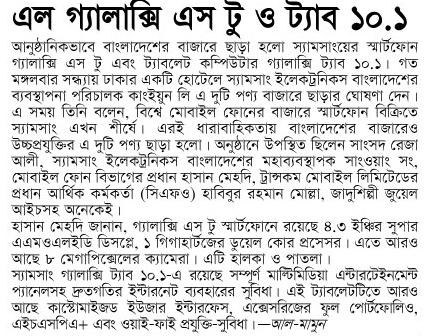 এল গ্যালাক্সি এস টু ও ট্যাব ১০.১
আনুষ্ঠানিকভাবে বাংলাদেশের বাজারে ছাড়া হলো স্যামসাংয়ের স্মার্টফোন
গ্যালাক্সি এস টু এবং ট্যাবলেট কম্পিউটার গ্যালাক্সি ট্যাব ১০.১। গত
মঙ্গলবার সন্ধ্যায় ঢাকার একটি হোটেলে স্যামসাং ইলেকট্রনিকস বাংলাদেশের
ব্যবস্থাপনা পরিচালক কাংইয়ুন লি এ দুটি পণ্য বাজারে ছাড়ার ঘোষণা দেন।
এ সময় তিনি বলেন, বিশ্বে মোবাইল ফোনের বাজারে স্মার্টফোন বিক্রিতে
স্যামসাং এখন শীর্ষে। এরই ধারাবাহিকতায় বাংলাদেশের বাজারেও
উচ্চপ্রযুক্তির এ দুটি পণ্য ছাড়া হলো। অনুষ্ঠানে উপস্থিত ছিলেন সাংসদ রেজা
আলী, স্যামসাং ইলেকট্রনিকস বাংলাদেশের মহাব্যবস্থাপক সাংওয়াং সং,
মোবাইল ফোন বিভাগের প্রধান হাসান মেহদি, ট্রান্সকম মোবাইল লিমিটেডের
প্রধান আর্থিক কর্মকর্তা (সিএফও) হাবিবুর রহমান মোল্লা, জাদুশিল্পী জুয়েল
আইচসহ অনেকেই।
হাসান মেহদি জানান, গ্যালাক্সি এস টু স্মার্টফোনে রয়েছে ৪.৩ ইঞ্চির সুপার
এএমওএলইডি ডিসপ্লে, ১ গিগাহার্টজের ডুয়েল কোর প্রসেসর। এতে আরও
আছে ৮ মেগাপিক্সেলের ক্যামেরা। এটি হালকা ও পাতলা।
স্যামসাং গ্যালাক্সি ট্যাব ১০.১-এ রয়েছে সম্পূর্ণ মাল্টিমিডিয়া এন্টারটেইনমেন্ট
প্যানেলসহ দ্রুতগতির ইন্টারনেট ব্যবহারের সুবিধা। এই ট্যাবলেটটিতে আরও
আছে কাস্টোমাইজড ইউজার ইন্টারফেস, এক্সেসরিজের ফুল পোর্টফোলিও,
এইচএসপিএ+ এবং ওয়াই-ফাই প্রযুক্তি-সুবিধা।—আল-মামুন